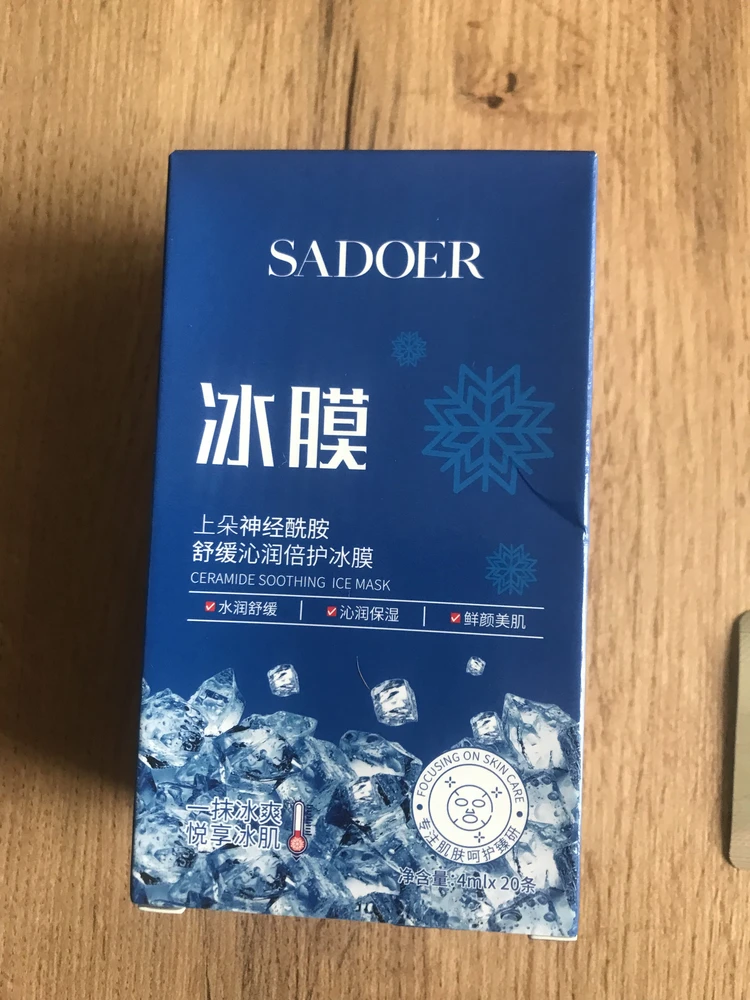 SADOER
冰膜
上朵神经酰胺
舒缓沁润倍护冰膜
CERAMIDE SOOTHING ICE MASK
水润舒缓 沁润保湿 鲜颜美肌
一抹冰爽
悦享冰肌
FOCUSING ON SKIN CARE
专注肌肤呵护臻研
净含量:4mlx 20条